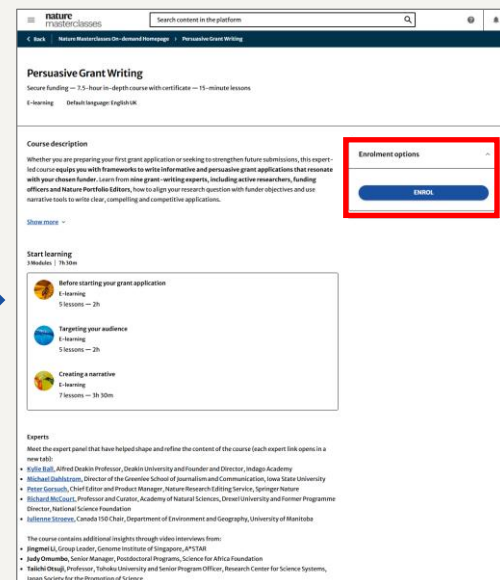 nature
masterclasses
Search content in the platform
< Back | Nature Masterclasses On-demand Homepage > Persuasive Grant Writing
Persuasive Grant Writing
Secure funding — 7.5-hour in-depth course with certificate — 15-minute lessons
E-learning Default language: English UK
Course description
Whether you are preparing your first grant application or seeking to strengthen future submissions, this expert-
led course equips you with frameworks to write informative and persuasive grant applications that resonate
with your chosen funder. Learn from nine grant-writing experts, including active researchers, funding
officers and Nature Portfolio Editors, how to align your research question with funder objectives and use
narrative tools to write clear, compelling and competitive applications.
Show more
Enrolment options
ENROL
Start learning
3 Modules | 7h 30m
Before starting your grant application
E-learning
5 lessons — 2h
Targeting your audience
E-learning
5 lessons — 2h
Creating a narrative
E-learning
7 lessons — 3h 30m
Experts
Meet the expert panel that have helped shape and refine the content of the course (each expert link opens in a
new tab):
• Kylie Ball, Alfred Deakin Professor, Deakin University and Founder and Director, Indago Academy
• Michael Dahlstrom, Director of the Greenlee School of Journalism and Communication, Iowa State University
• Peter Gorsuch, Chief Editor and Product Manager, Nature Research Editing Service, Springer Nature
• Richard McCourt, Professor and Curator, Academy of Natural Sciences, Drexel University and Former Programme
Director, National Science Foundation
• Julienne Stroeve, Canada 150 Chair, Department of Environment and Geography, University of Manitoba
The course contains additional insights through video interviews from:
• Jingmei Li, Group Leader, Genome Institute of Singapore, A*STAR
• Judy Omumbo, Senior Manager, Postdoctoral Programs, Science for Africa Foundation
• Taiichi Otsuji, Professor, Tohoku University and Senior Program Officer, Research Center for Science Systems,
Japan Society for the Promotion of Science